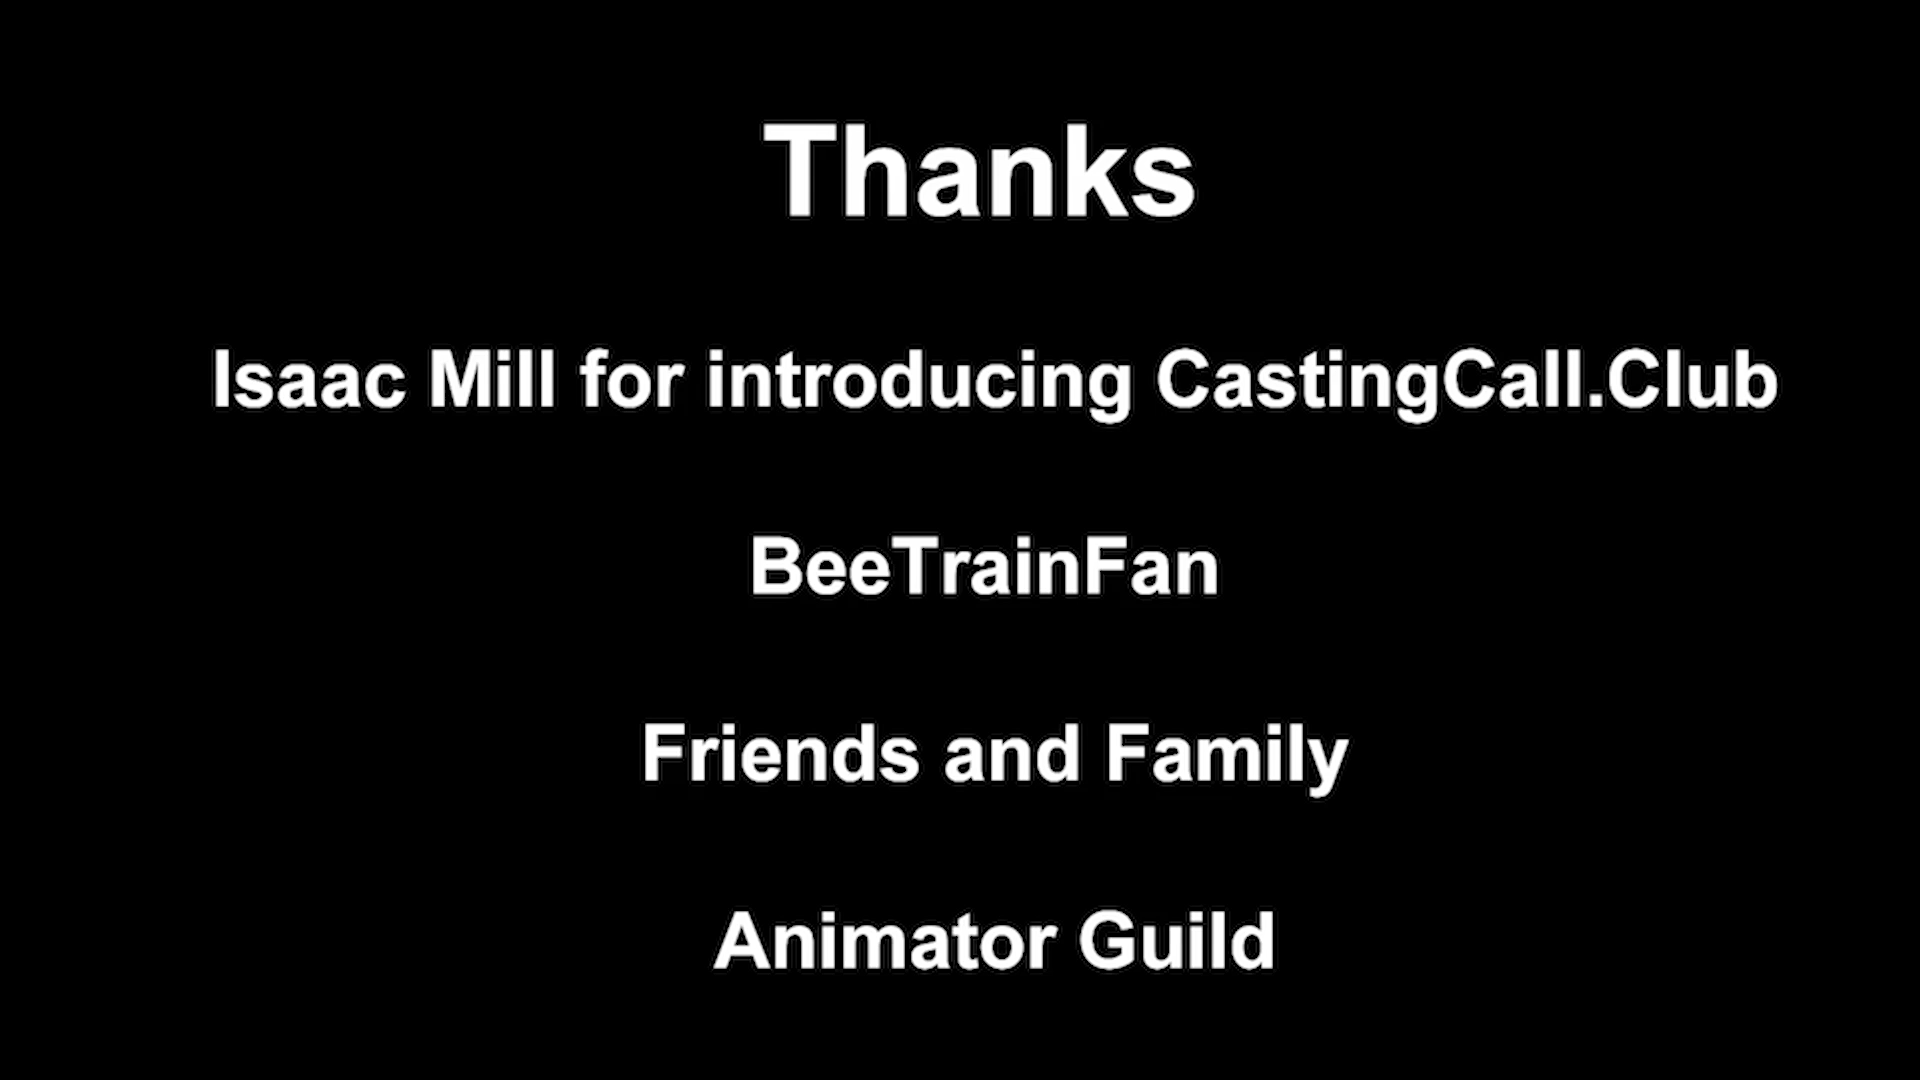 Thanks
Isaac Mill for introducing CastingCall.Club
BeeTrainFan
Friends and Family
Animator Guild